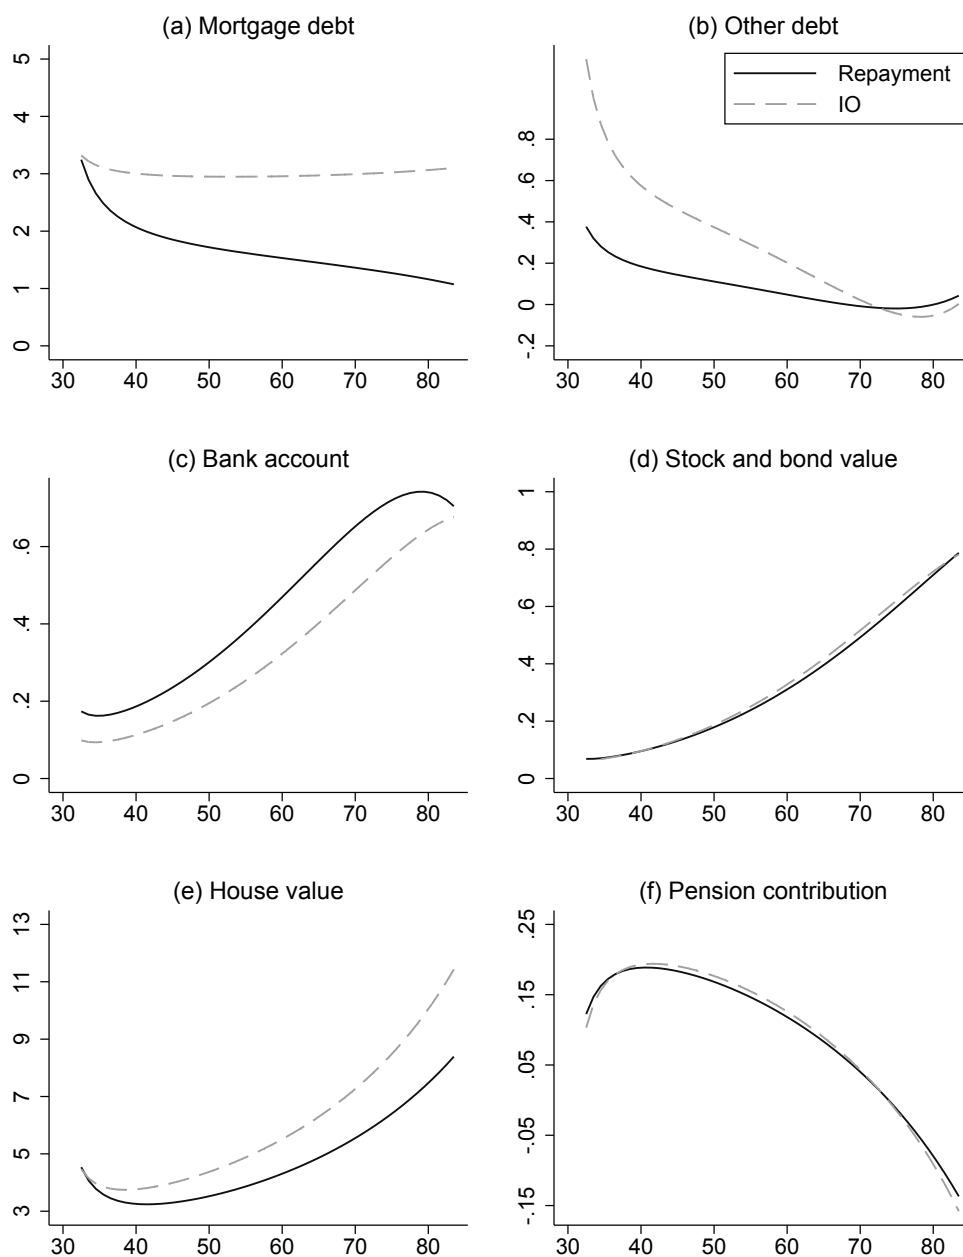 (a) Mortgage debt
5
4
3
2
1
0
30 40 50 60 70 80
(b) Other debt
Repayment
IO
.8
.6
.4
.2
0
-.2
30 40 50 60 70 80
(c) Bank account
.6
.4
.2
0
30 40 50 60 70 80
(d) Stock and bond value
1
.8
.6
.4
.2
0
30 40 50 60 70 80
(e) House value
13
11
9
7
5
3
30 40 50 60 70 80
(f) Pension contribution
.25
.15
.05
-.05
-.15
30 40 50 60 70 80